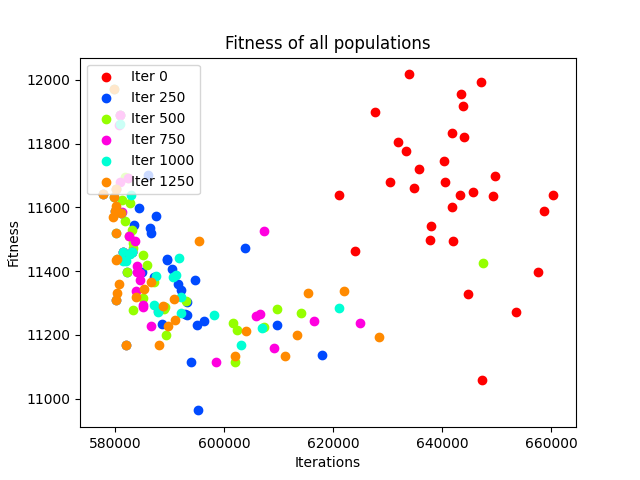 Fitness of all populations
Fitness
12000
11800
11600
11400
11200
11000
Iter 0
Iter 250
Iter 500
Iter 750
Iter 1000
Iter 1250
580000 600000 620000 640000 660000
Iterations